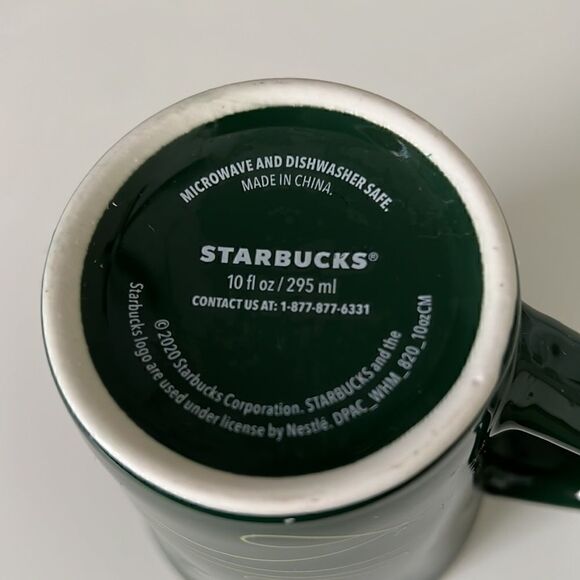 MICROWAVE AND DISHWASHER SAFE.
MADE IN CHINA.
STARBUCKS®
10 fl oz / 295 ml
CONTACT US AT: 1-877-877-6331
© 2020 Starbucks Corporation. STARBUCKS and the
Starbucks logo are used under license by Nestlé. DPAC_WHM_820_10ozCM